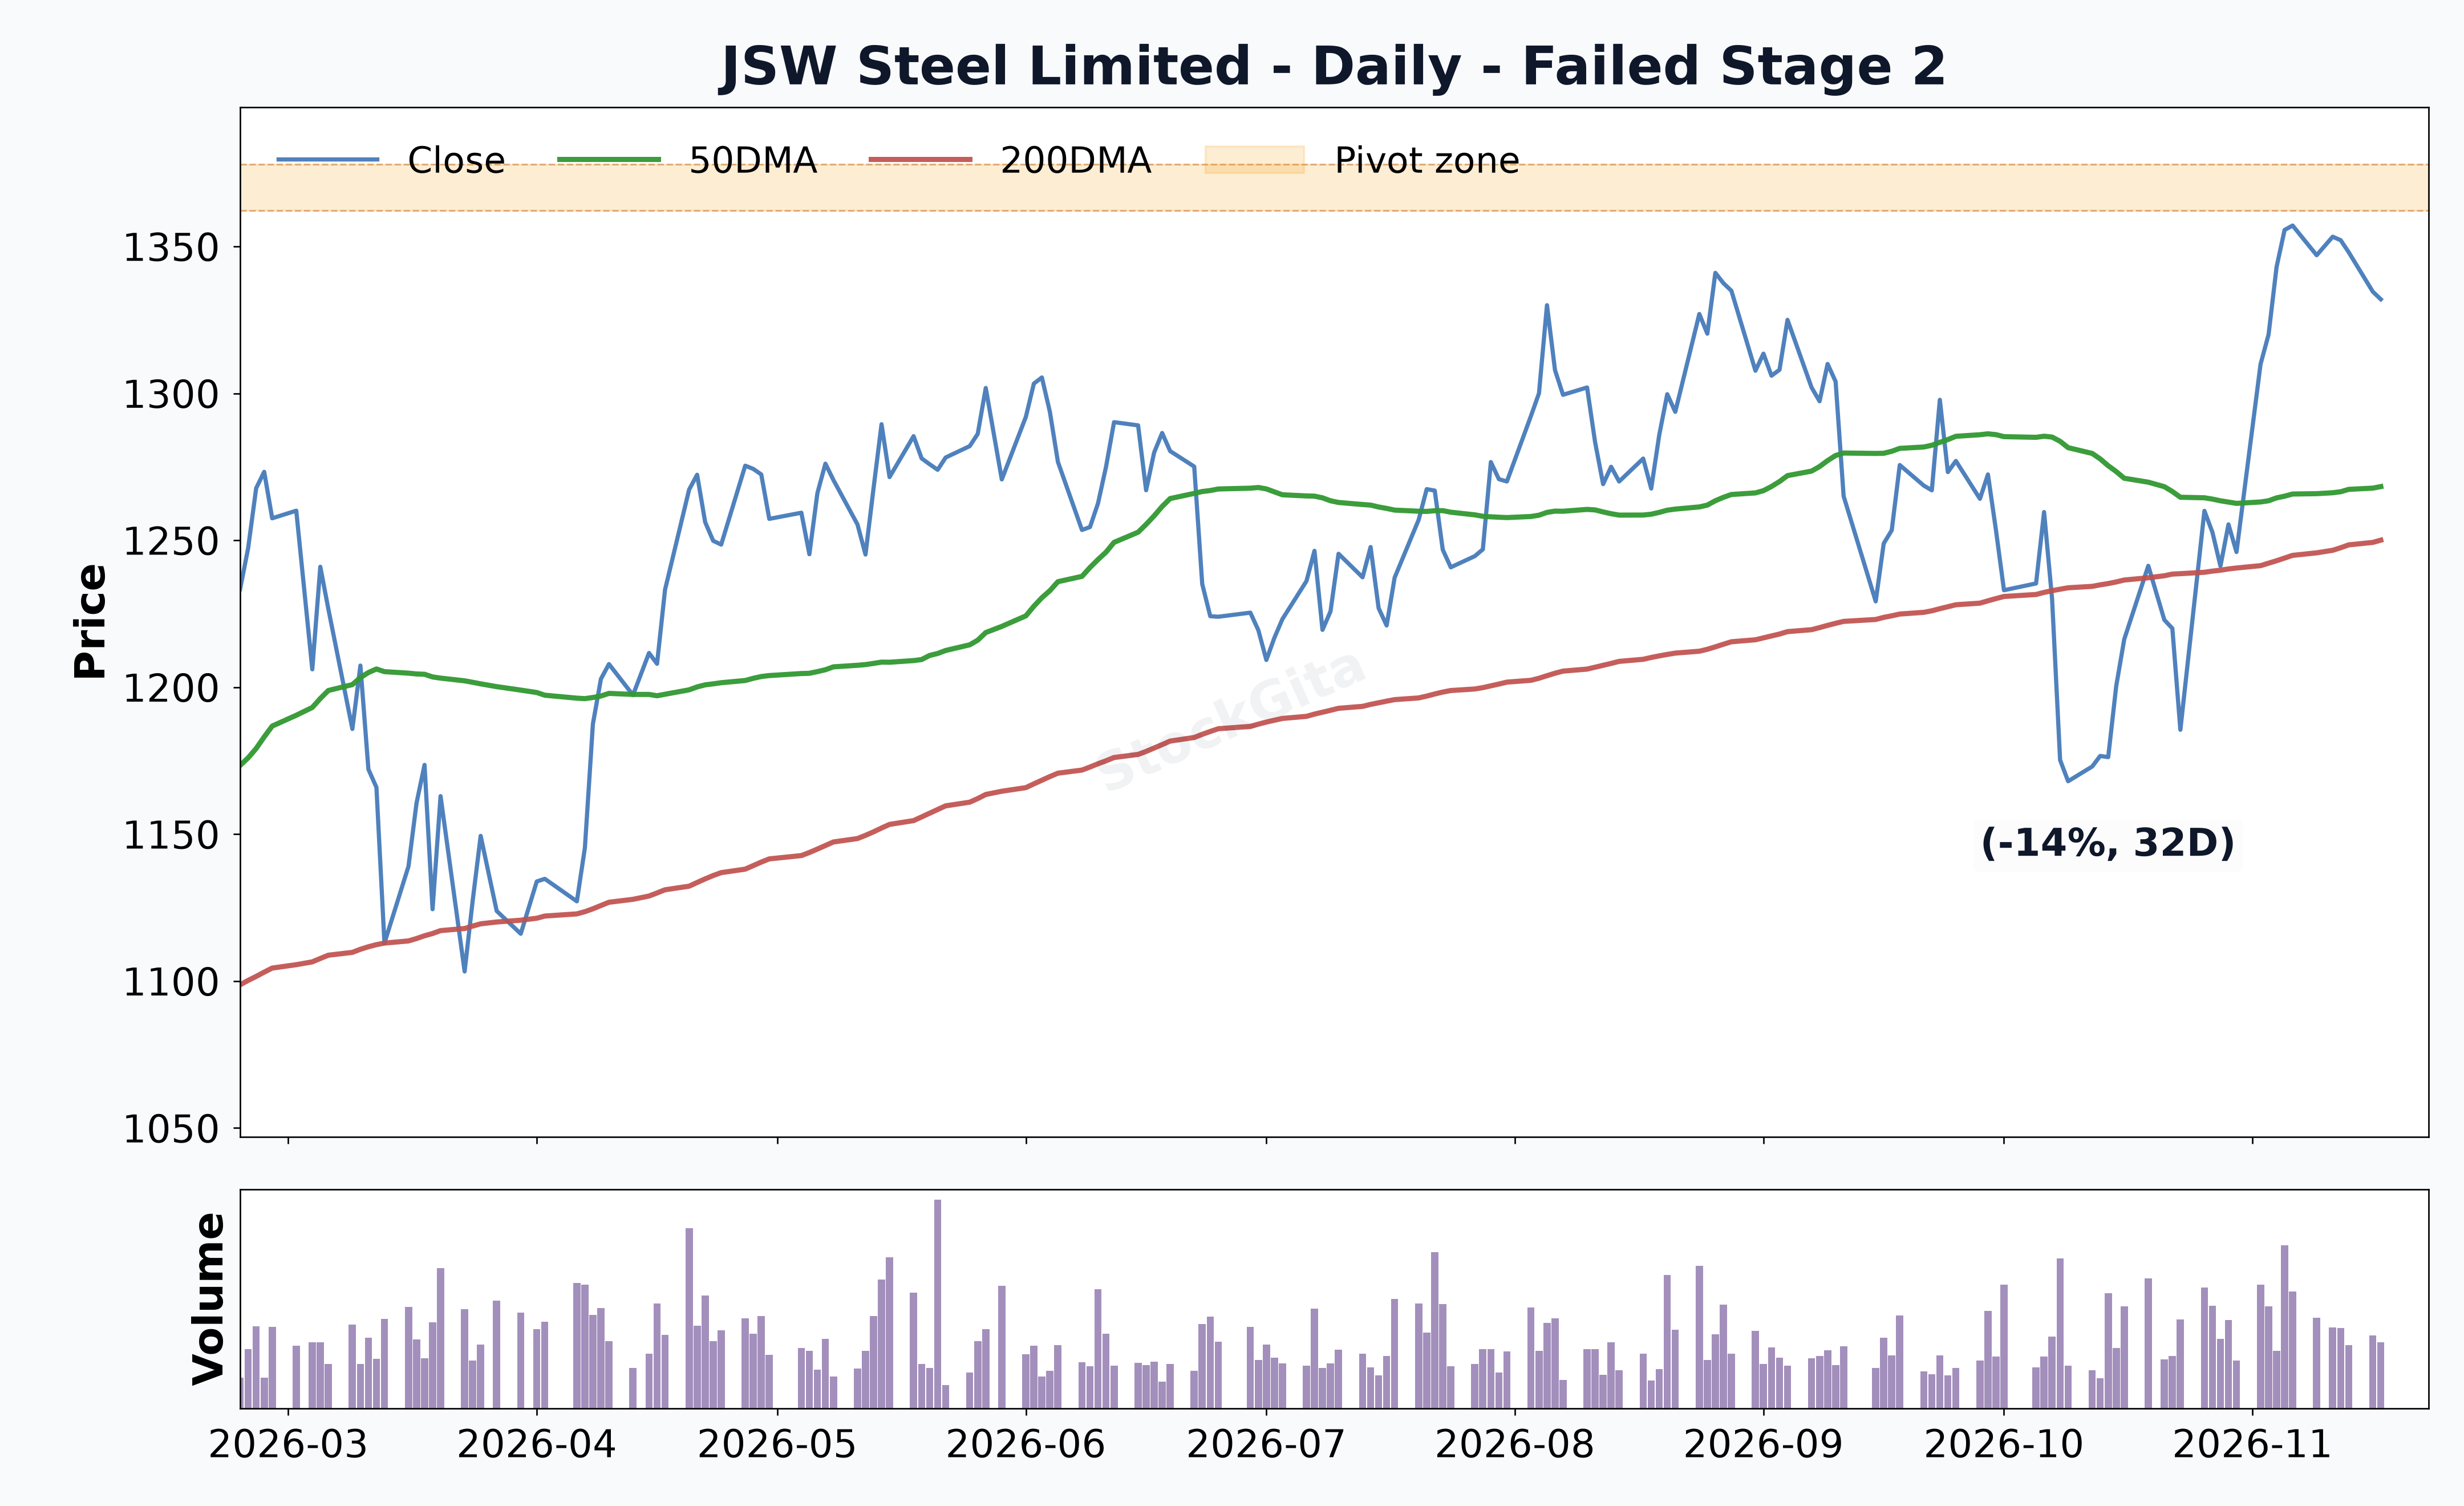 JSW Steel Limited - Daily - Failed Stage 2
Close 50DMA 200DMA Pivot zone
1350
1300
1250
1200
1150
1100
1050
Price
StockGita
(-14%, 32D)
Volume
2026-03 2026-04 2026-05 2026-06 2026-07 2026-08 2026-09 2026-10 2026-11